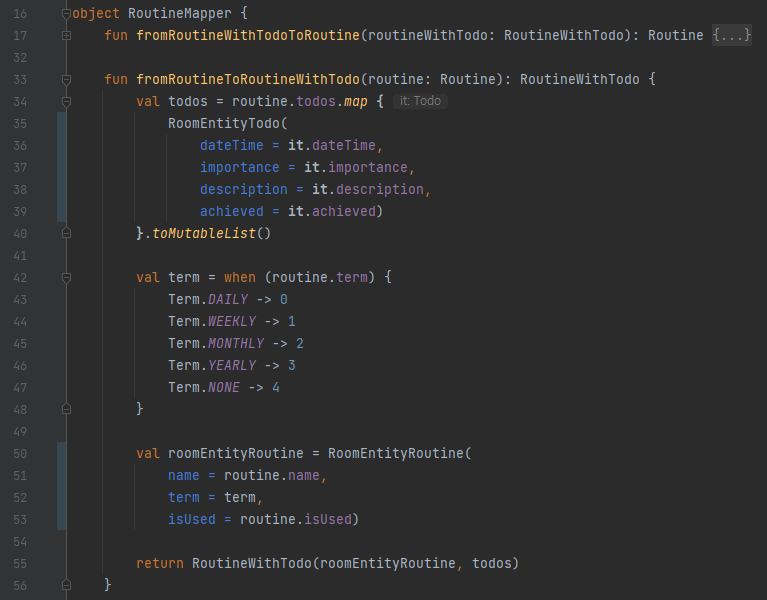 16 object RoutineMapper {
17     fun fromRoutineWithTodoToRoutine(routineWithTodo: RoutineWithTodo): Routine {...}
32
33     fun fromRoutineToRoutineWithTodo(routine: Routine): RoutineWithTodo {
34         val todos = routine.todos.map { it: Todo
35             RoomEntityTodo(
36                 dateTime = it.dateTime,
37                 importance = it.importance,
38                 description = it.description,
39                 achieved = it.achieved)
40         }.toMutableList()
41
42         val term = when (routine.term) {
43             Term.DAILY -> 0
44             Term.WEEKLY -> 1
45             Term.MONTHLY -> 2
46             Term.YEARLY -> 3
47             Term.NONE -> 4
48         }
49
50         val roomEntityRoutine = RoomEntityRoutine(
51             name = routine.name,
52             term = term,
53             isUsed = routine.isUsed)
54
55         return RoutineWithTodo(roomEntityRoutine, todos)
56     }